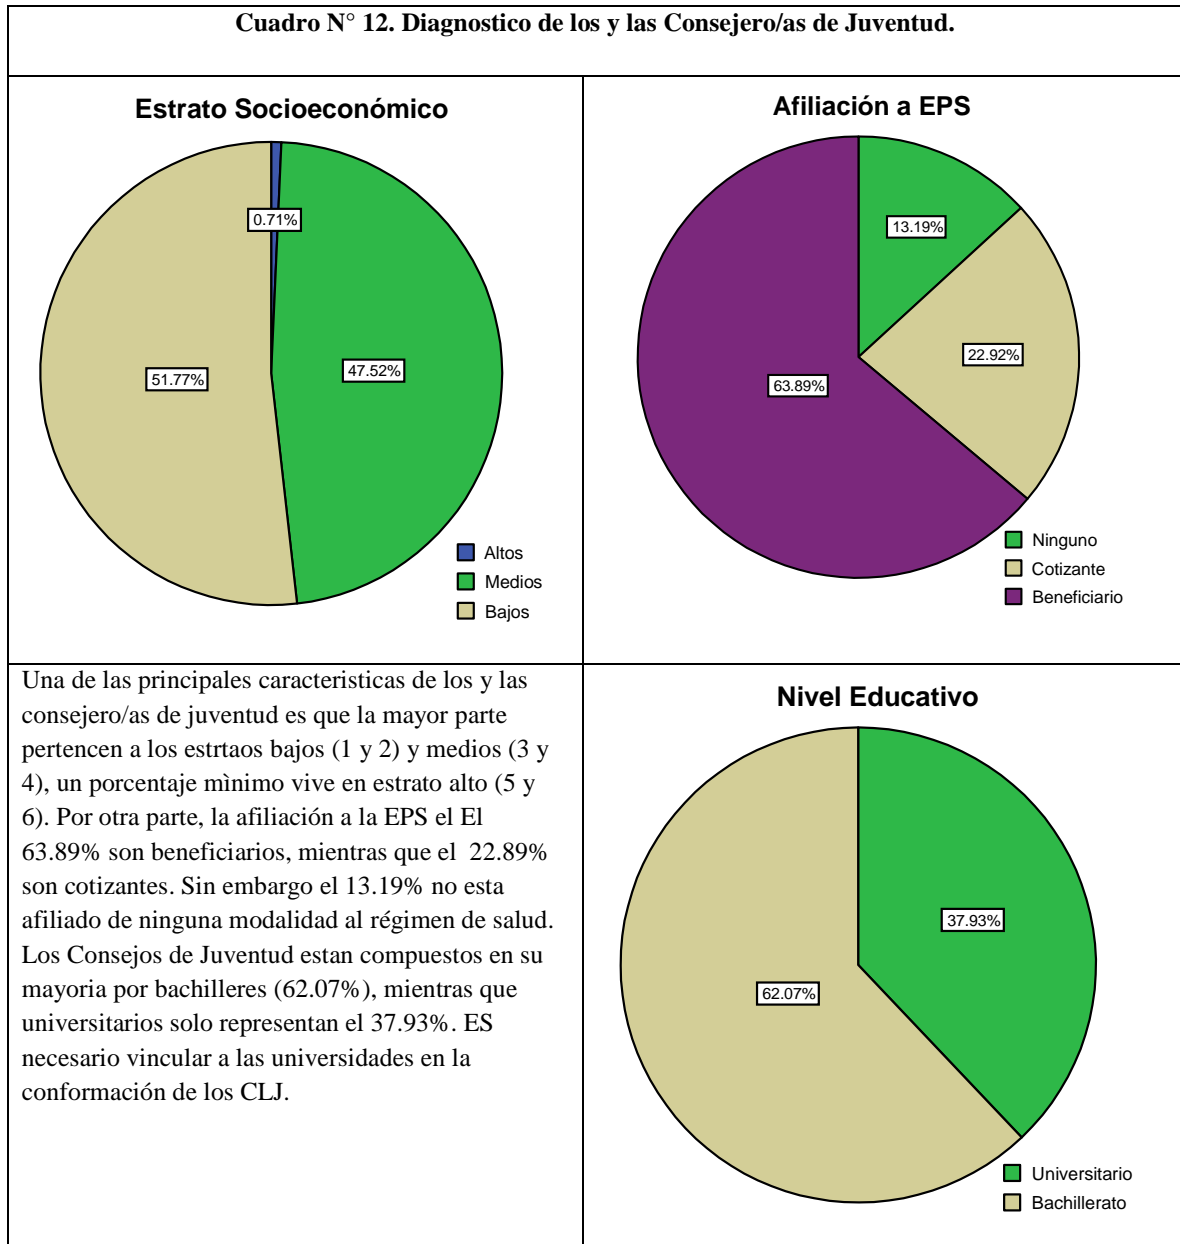 Cuadro N° 12. Diagnostico de los y las Consejero/as de Juventud.
Estrato Socioeconómico
0.71%
47.52%
51.77%
Altos
Medios
Bajos
Afiliación a EPS
13.19%
22.92%
63.89%
Ninguno
Cotizante
Beneficiario
Una de las principales caracteristicas de los y las
consejero/as de juventud es que la mayor parte
pertencen a los estrtaos bajos (1 y 2) y medios (3 y
4), un porcentaje mìnimo vive en estrato alto (5 y
6). Por otra parte, la afiliación a la EPS el El
63.89% son beneficiarios, mientras que el  22.89%
son cotizantes. Sin embargo el 13.19% no esta
afiliado de ninguna modalidad al régimen de salud.
Los Consejos de Juventud estan compuestos en su
mayoria por bachilleres (62.07%), mientras que
universitarios solo representan el 37.93%. ES
necesario vincular a las universidades en la
conformación de los CLJ.
Nivel Educativo
37.93%
62.07%
Universitario
Bachillerato